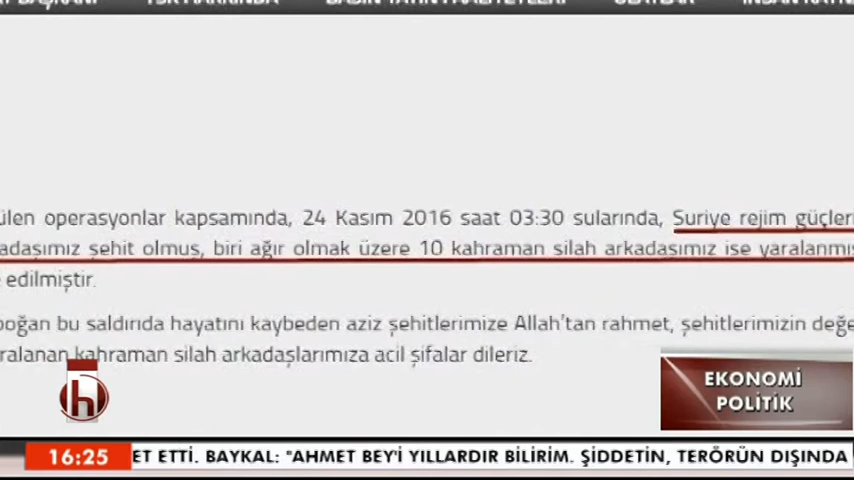 ülen operasyonlar kapsamında, 24 Kasım 2016 saat 03:30 sularında, Suriye rejim güçleri
adaşımız şehit olmuş, biri ağır olmak üzere 10 kahraman silah arkadaşımız ise yaralanmış
edilmiştir.
oğan bu saldırıda hayatını kaybeden aziz şehitlerimize Allah'tan rahmet, şehitlerimizin değe
ralanan kahraman silah arkadaşlarımıza acil şifalar dileriz.
h
EKONOMİ
POLİTİK
16:25 ET ETTİ. BAYKAL: "AHMET BEY'İ YILLARDIR BİLİRİM. ŞİDDETİN, TERÖRÜN DIŞINDA